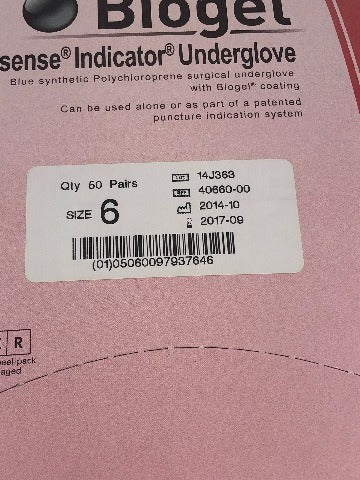 Biogel
sense® Indicator® Underglove
Blue synthetic Polychloroprene surgical underglove
with Biogel® coating
Can be used alone or as part of a patented
puncture indication system
Qty 50 Pairs
SIZE 6
LOT 14J363
REF 40660-00
2014-10
2017-09
(01)05060097937646
R
peel pack
aged